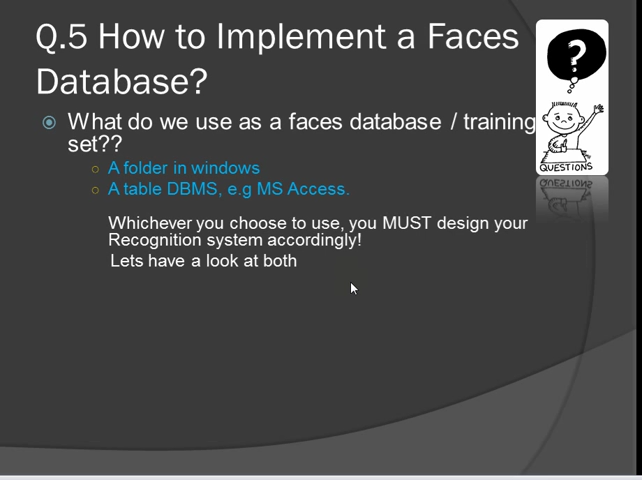 Q.5 How to Implement a Faces
Database?
What do we use as a faces database / training
set??
A folder in windows
A table DBMS, e.g MS Access.
Whichever you choose to use, you MUST design your
Recognition system accordingly!
Lets have a look at both
?
QUESTIONS